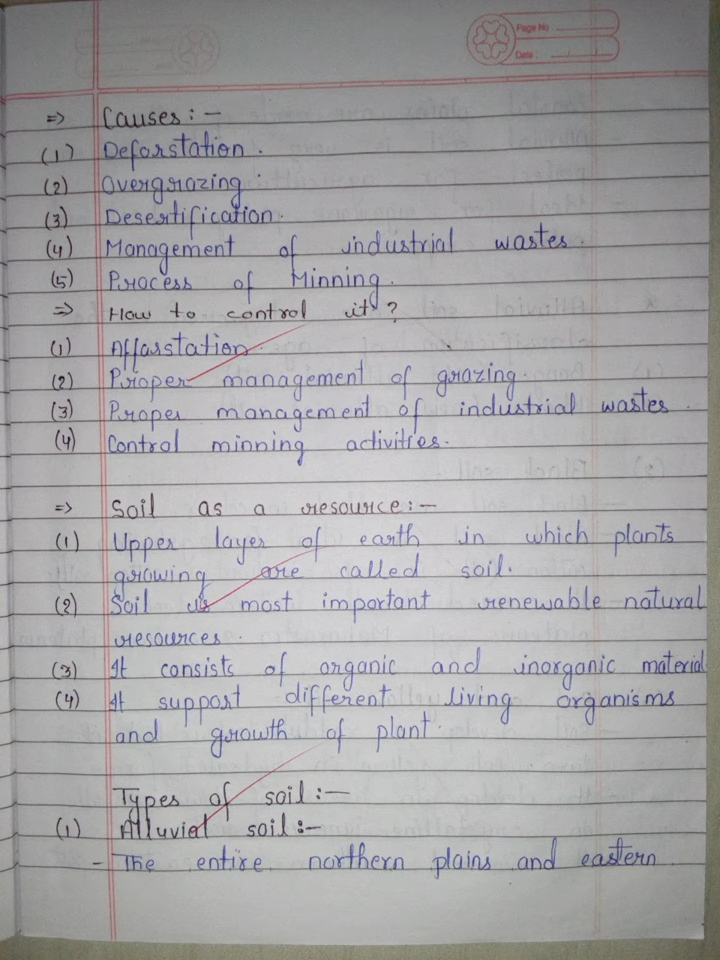 Page No
Date :
⇒ Causes:-
(1) Deforstation.
(2) Overgrazing.
(3) Desertification.
(4) Management of industrial wastes.
(5) Process of Minning.
⇒ How to control it?
(1) Afforstation.
(2) Proper management of grazing.
(3) Proper management of industrial wastes.
(4) Control minning activities.
⇒ Soil as a resource:-
(1) Upper layer of earth in which plants
growing are called soil.
(2) Soil is most important renewable natural
resources.
(3) It consists of organic and inorganic material
(4) It support different living organisms
and growth of plant.
Types of soil:-
(1) Alluvial soil:-
- The entire northern plains and eastern